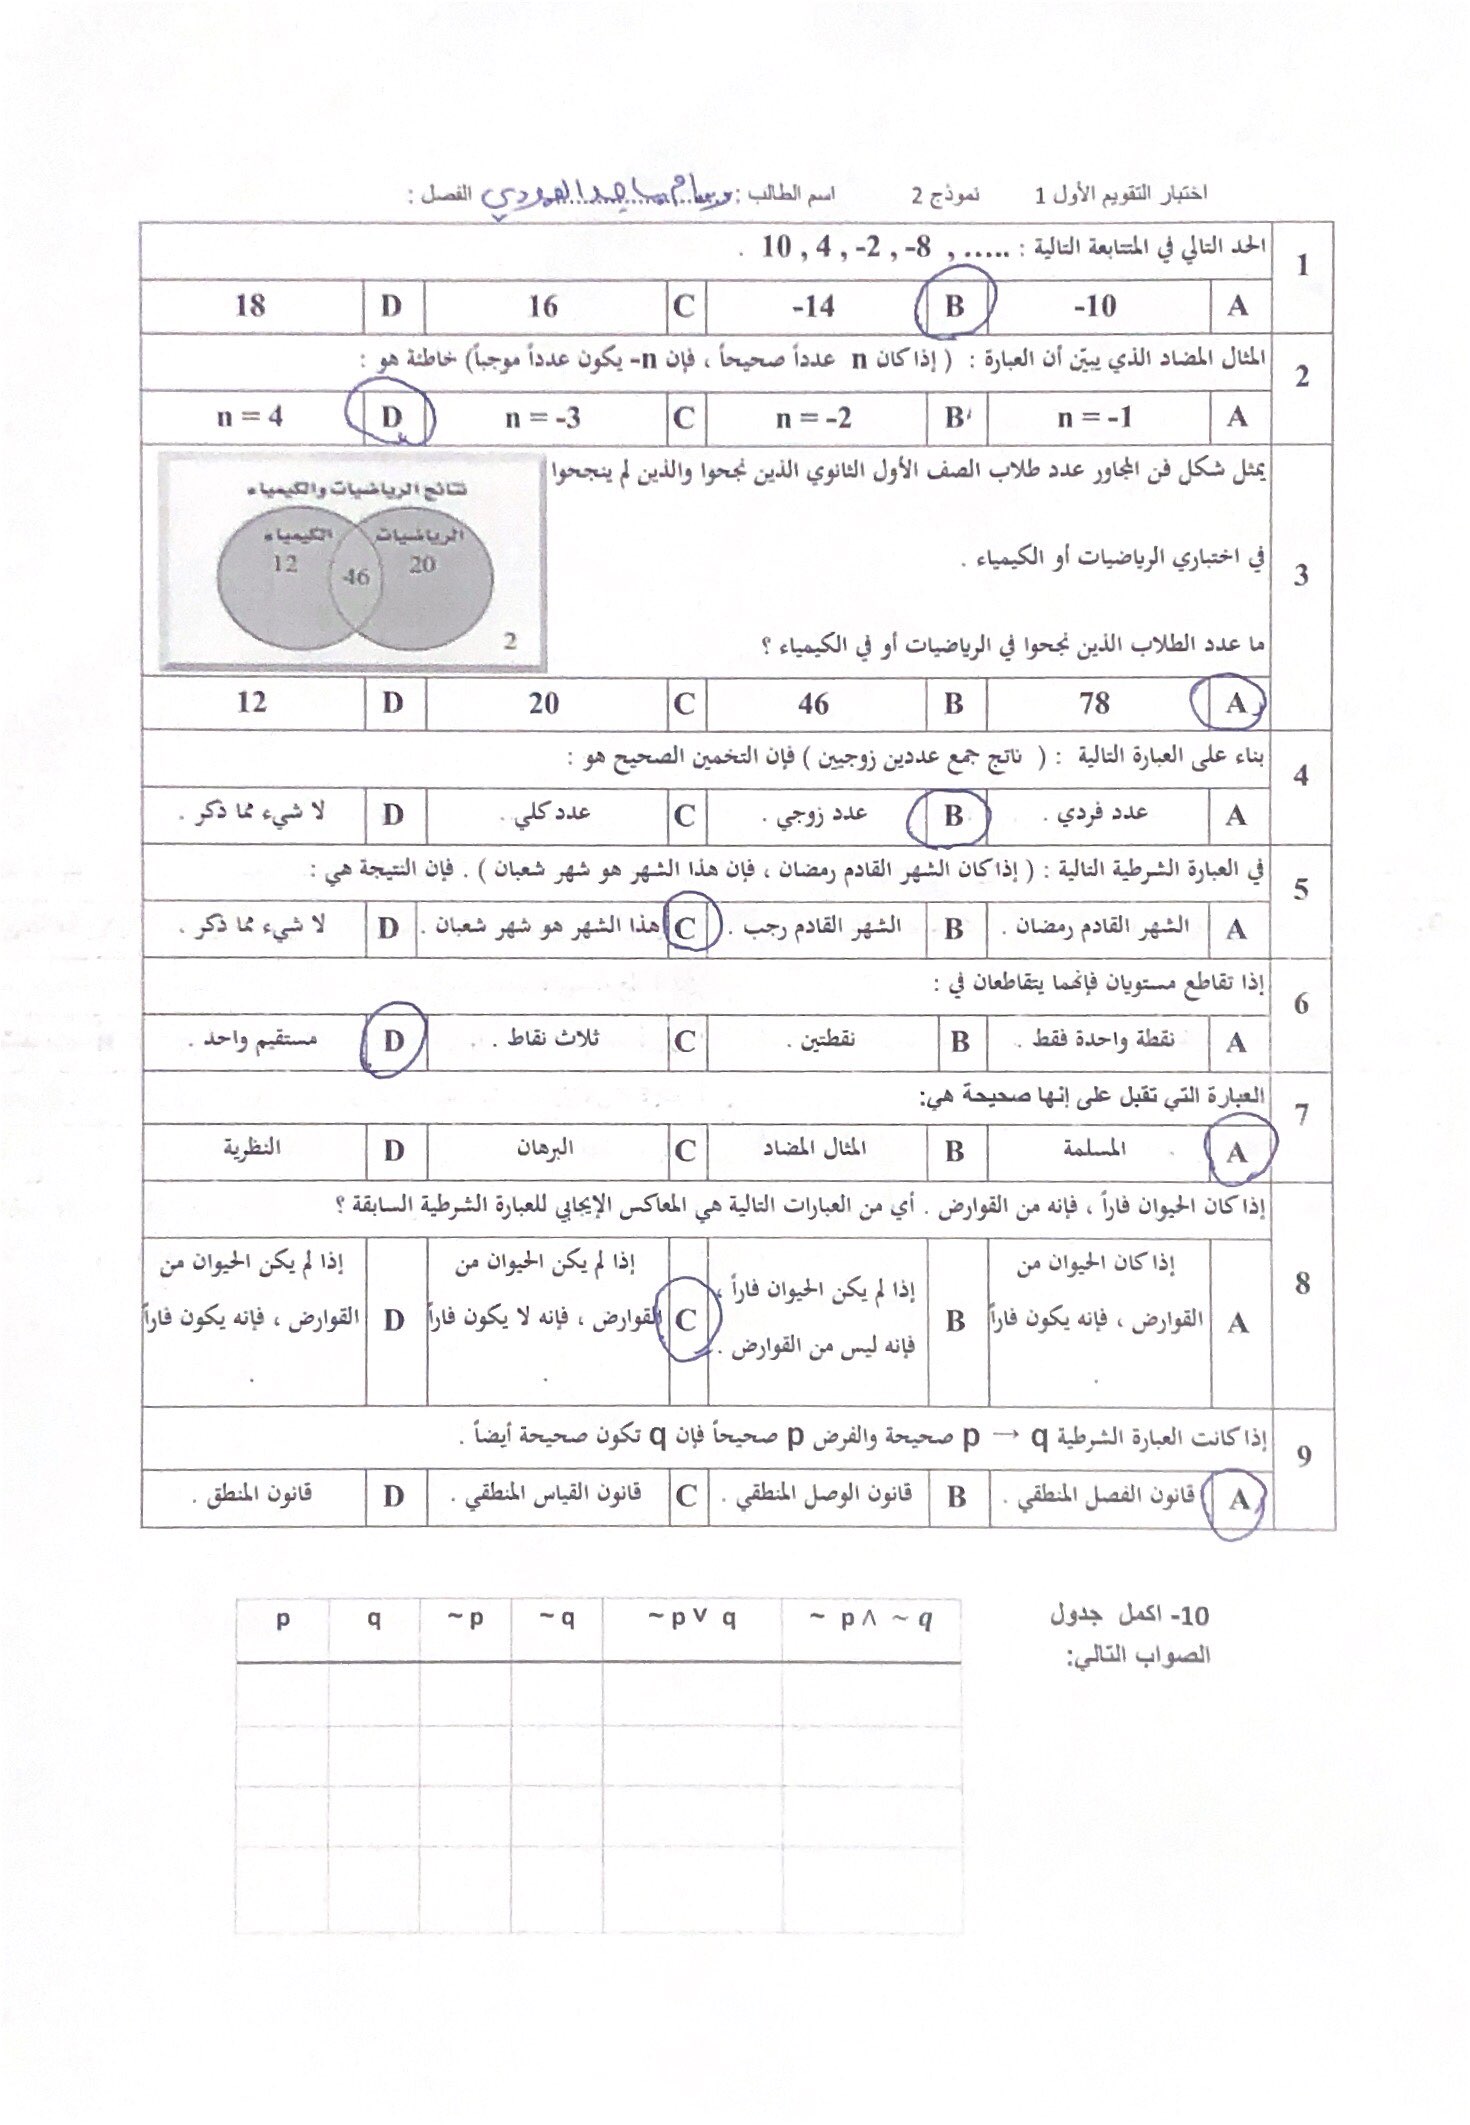 اختبار التقويم الأول 1 نموذج 2 اسم الطالب : وسام ساعد العمودي الفصل :
1 الحد التالي في المتتابعة التالية : 10 , 4 , -2 , -8 , ..... .
A -10 B -14 C 16 D 18
2 المثال المضاد الذي يبيّن أن العبارة : ( إذا كان n عدداً صحيحاً ، فإن -n يكون عدداً موجباً) خاطئة هو :
A n = -1 B n = -2 C n = -3 D n = 4
3 يمثل شكل فن المجاور عدد طلاب الصف الأول الثانوي الذين نجحوا والذين لم ينجحوا
في اختباري الرياضيات أو الكيمياء .
ما عدد الطلاب الذين نجحوا في الرياضيات أو في الكيمياء ؟
نتائج الرياضيات والكيمياء
الرياضيات الكيمياء
20 46 12
2
A 78 B 46 C 20 D 12
4 بناء على العبارة التالية : ( ناتج جمع عددين زوجيين ) فإن التخمين الصحيح هو :
A عدد فردي . B عدد زوجي . C عدد كلي . D لا شيء مما ذكر .
5 في العبارة الشرطية التالية : ( إذا كان الشهر القادم رمضان ، فإن هذا الشهر هو شهر شعبان ) . فإن النتيجة هي :
A الشهر القادم رمضان . B الشهر القادم رجب . C هذا الشهر هو شهر شعبان . D لا شيء مما ذكر .
6 إذا تقاطع مستويان فإنهما يتقاطعان في :
A نقطة واحدة فقط . B نقطتين . C ثلاث نقاط . D مستقيم واحد .
7 العبارة التي تقبل على إنها صحيحة هي:
A المسلمة B المثال المضاد C البرهان D النظرية
8 إذا كان الحيوان فاراً ، فإنه من القوارض . أي من العبارات التالية هي المعاكس الإيجابي للعبارة الشرطية السابقة ؟
A إذا كان الحيوان من القوارض ، فإنه يكون فاراً . B إذا لم يكن الحيوان فاراً ، فإنه ليس من القوارض . C إذا لم يكن الحيوان من القوارض ، فإنه لا يكون فاراً . D إذا لم يكن الحيوان من القوارض ، فإنه يكون فاراً .
9 إذا كانت العبارة الشرطية p → q صحيحة والفرض p صحيحاً فإن q تكون صحيحة أيضاً .
A قانون الفصل المنطقي . B قانون الوصل المنطقي . C قانون القياس المنطقي . D قانون المنطق .
10- اكمل جدول
الصواب التالي:
p q ~p ~q ~p ∨ q ~ p ∧ ~ q